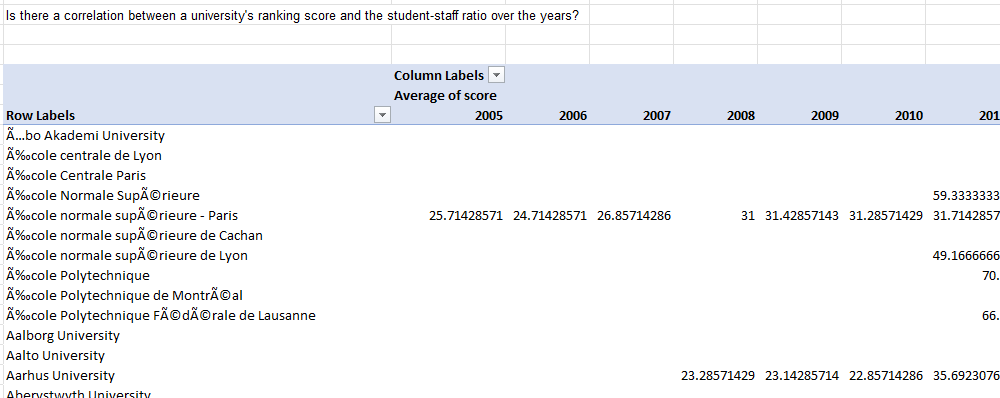 Is there a correlation between a university's ranking score and the student-staff ratio over the years?
Column Labels
Average of score
Row Labels 2005 2006 2007 2008 2009 2010 201
Ã…bo Akademi University
Ã‰cole centrale de Lyon
Ã‰cole Centrale Paris
Ã‰cole Normale SupÃ©rieure 59.3333333
Ã‰cole normale supÃ©rieure - Paris 25.71428571 24.71428571 26.85714286 31 31.42857143 31.28571429 31.7142857
Ã‰cole normale supÃ©rieure de Cachan
Ã‰cole normale supÃ©rieure de Lyon 49.1666666
Ã‰cole Polytechnique 70.
Ã‰cole Polytechnique de MontrÃ©al
Ã‰cole Polytechnique FÃ©dÃ©rale de Lausanne 66.
Aalborg University
Aalto University
Aarhus University 23.28571429 23.14285714 22.85714286 35.6923076
Aberystwyth University